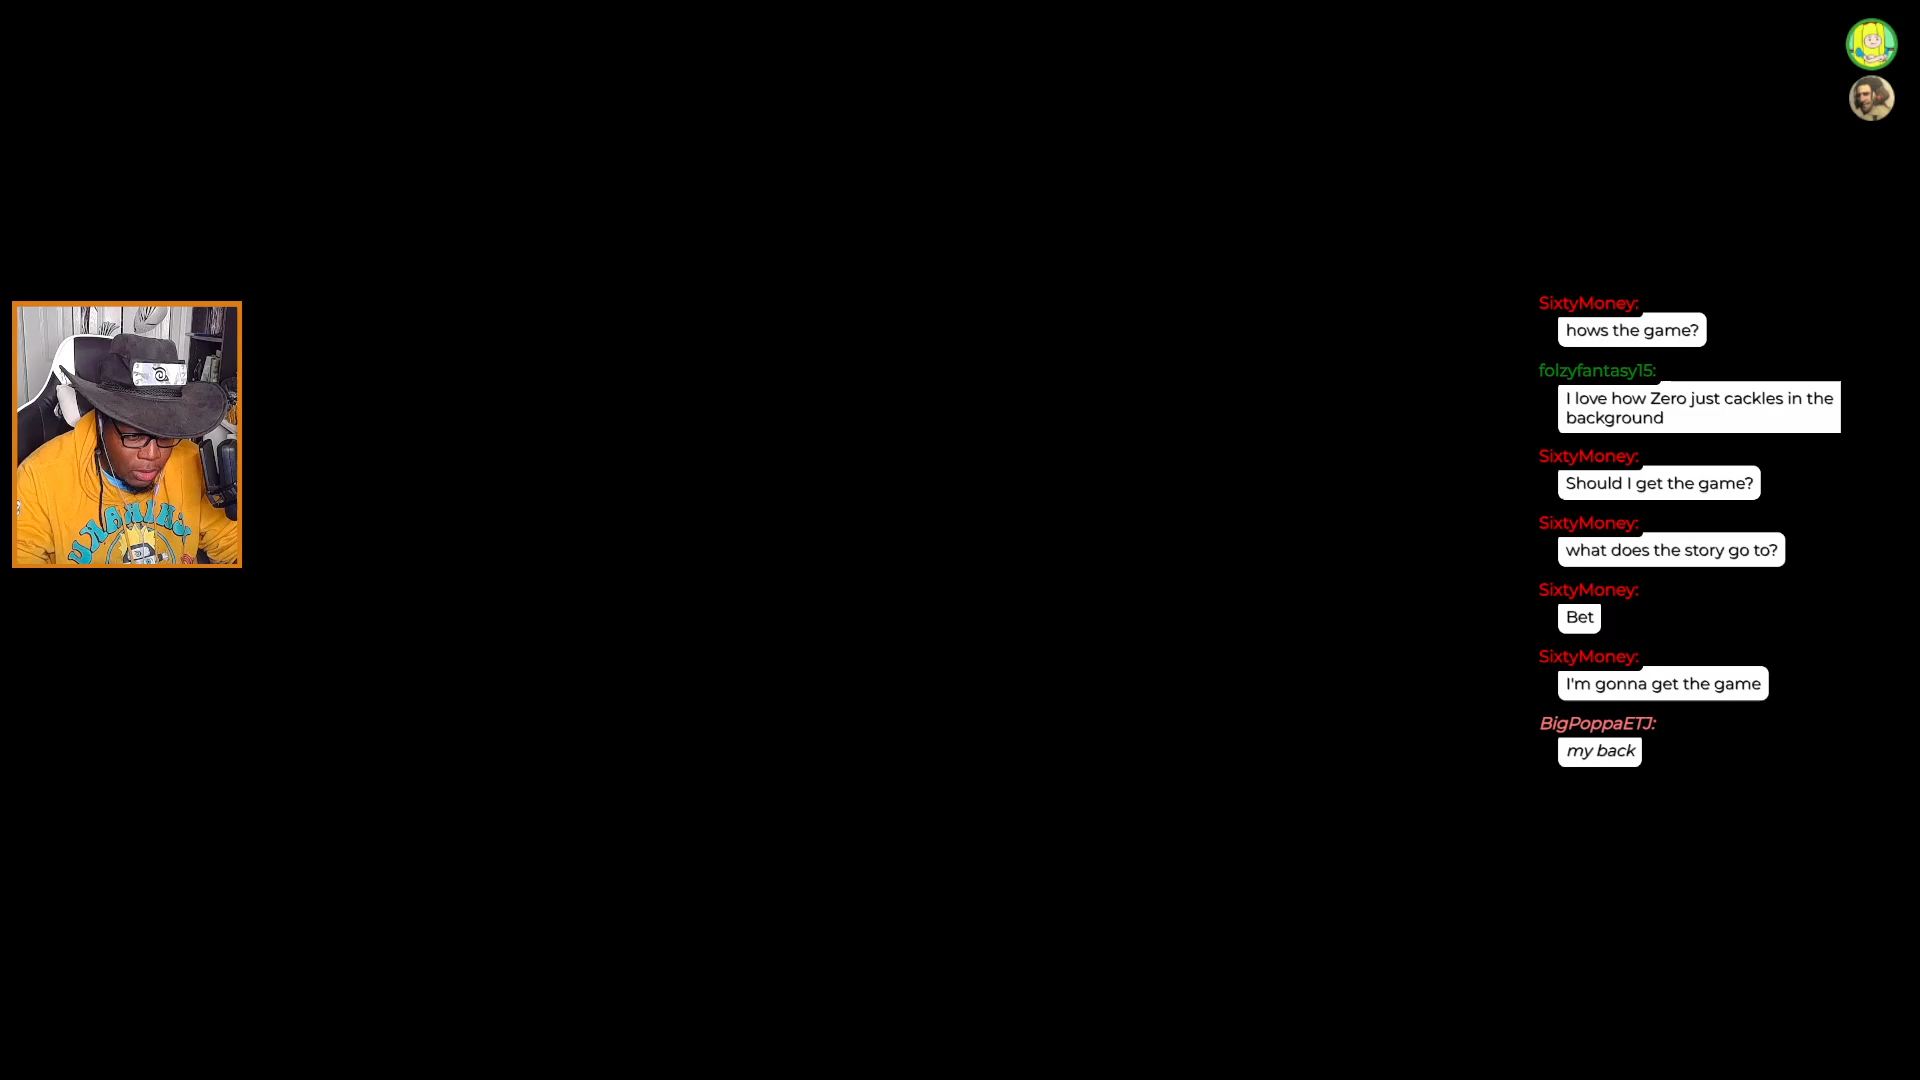 SixtyMoney:
hows the game?
folzyfantasy15:
I love how Zero just cackles in the
background
SixtyMoney:
Should I get the game?
SixtyMoney:
what does the story go to?
SixtyMoney:
Bet
SixtyMoney:
I'm gonna get the game
BigPoppaETJ:
my back